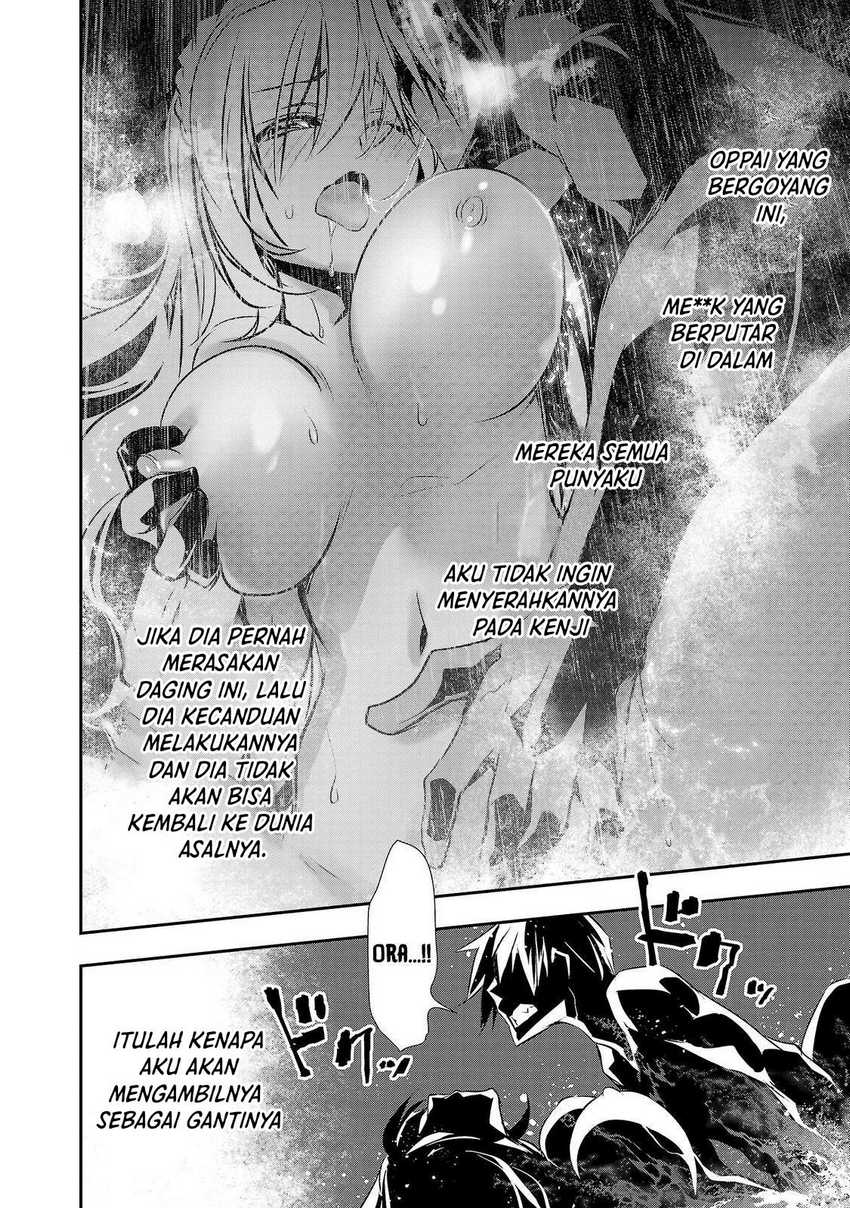 OPPAI YANG
BERGOYANG
INI,
ME**K YANG
BERPUTAR
DI DALAM
MEREKA SEMUA
PUNYAKU
AKU TIDAK INGIN
MENYERAHKANNYA
PADA KENJI
JIKA DIA PERNAH
MERASAKAN
DAGING INI, LALU
DIA KECANDUAN
MELAKUKANNYA
DAN DIA TIDAK
AKAN BISA
KEMBALI KE DUNIA
ASALNYA.
ORA...!!
ドクッ
ドクッ
ITULAH KENAPA
AKU AKAN
MENGAMBILNYA
SEBAGAI GANTINYA